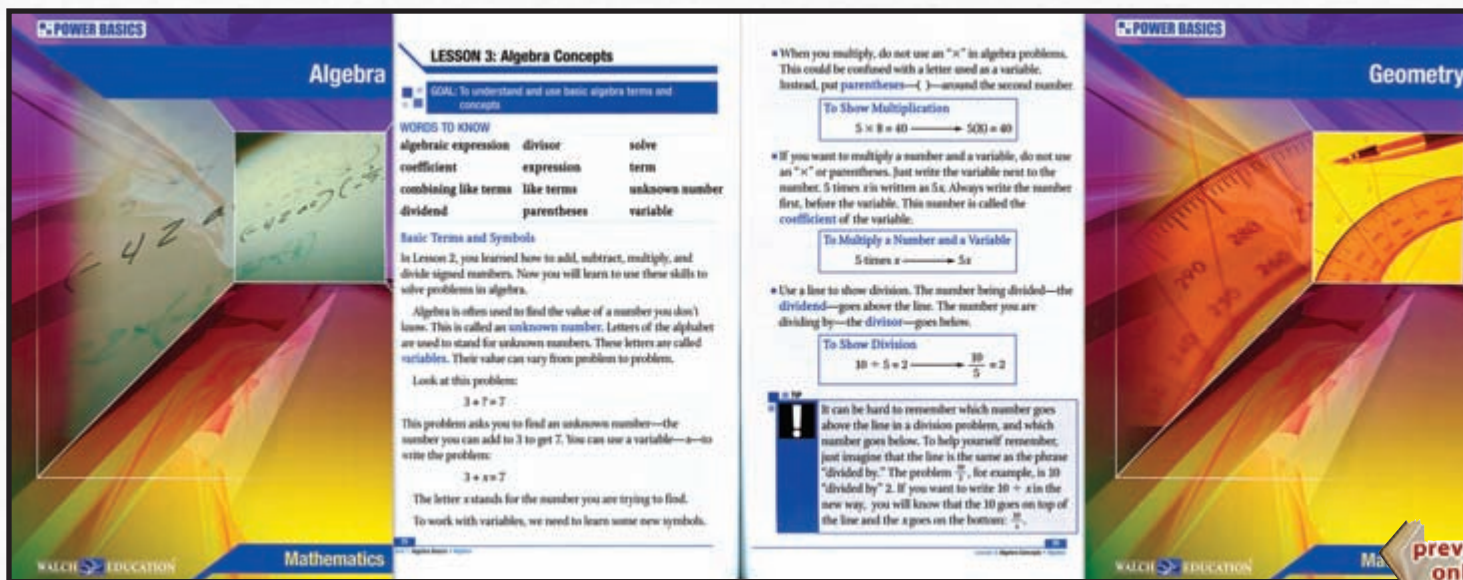 POWER BASICS
Algebra
WALCH EDUCATION
Mathematics
LESSON 3: Algebra Concepts
GOAL: To understand and use basic algebra terms and
concepts
WORDS TO KNOW
algebraic expression divisor solve
coefficient expression term
combining like terms like terms unknown number
dividend parentheses variable
Basic Terms and Symbols
In Lesson 2, you learned how to add, subtract, multiply, and
divide signed numbers. Now you will learn to use these skills to
solve problems in algebra.
Algebra is often used to find the value of a number you don't
know. This is called an unknown number. Letters of the alphabet
are used to stand for unknown numbers. These letters are called
variables. Their value can vary from problem to problem.
Look at this problem:
3 + ? = 7
This problem asks you to find an unknown number—the
number you can add to 3 to get 7. You can use a variable—x—to
write the problem:
3 + x = 7
The letter x stands for the number you are trying to find.
To work with variables, we need to learn some new symbols.
Algebra Basics • Algebra
When you multiply, do not use an "×" in algebra problems.
This could be confused with a letter used as a variable.
Instead, put parentheses—( )—around the second number.
To Show Multiplication
5 × 8 = 40 → 5(8) = 40
If you want to multiply a number and a variable, do not use
an "×" or parentheses. Just write the variable next to the
number. 5 times x is written as 5x. Always write the number
first, before the variable. This number is called the
coefficient of the variable.
To Multiply a Number and a Variable
5 times x → 5x
Use a line to show division. The number being divided—the
dividend—goes above the line. The number you are
dividing by—the divisor—goes below.
To Show Division
10 ÷ 5 = 2 → 10/5 = 2
TIP
It can be hard to remember which number goes
above the line in a division problem, and which
number goes below. To help yourself remember,
just imagine that the line is the same as the phrase
"divided by." The problem 10/2, for example, is 10
"divided by" 2. If you want to write 10 ÷ x in the
new way, you will know that the 10 goes on top of
the line and the x goes on the bottom: 10/x.
Lesson 3: Algebra Concepts • Algebra
POWER BASICS
Geometry
WALCH EDUCATION
Ma
prev
onl